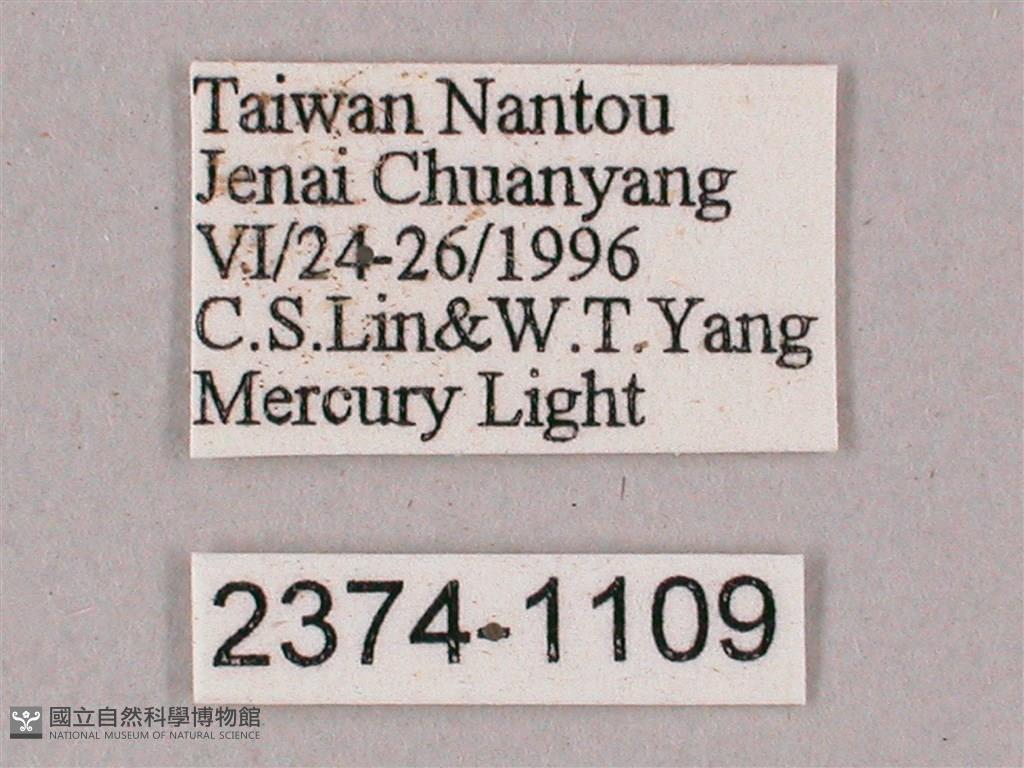 Taiwan Nantou
Jenai Chuanyang
VI/24-26/1996
C.S.Lin&W.T.Yang
Mercury Light
2374-1109
國立自然科學博物館
NATIONAL MUSEUM OF NATURAL SCIENCE